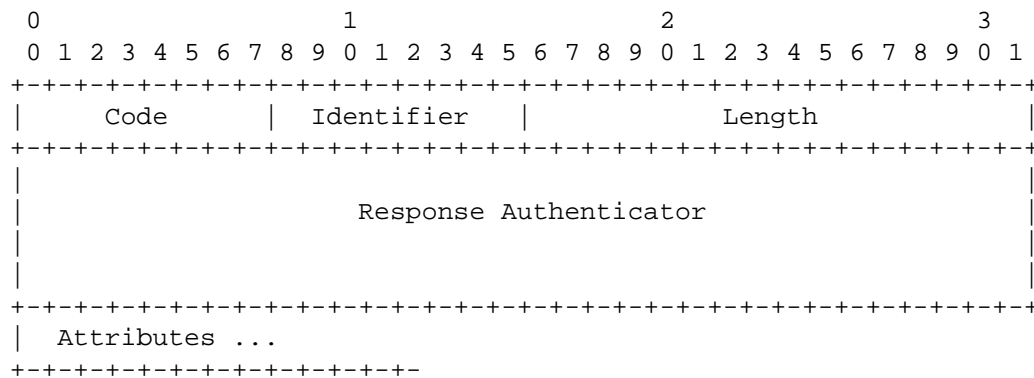 0                   1                   2                   3
 0 1 2 3 4 5 6 7 8 9 0 1 2 3 4 5 6 7 8 9 0 1 2 3 4 5 6 7 8 9 0 1
+-+-+-+-+-+-+-+-+-+-+-+-+-+-+-+-+-+-+-+-+-+-+-+-+-+-+-+-+-+-+-+-+
|     Code      |  Identifier   |            Length             |
+-+-+-+-+-+-+-+-+-+-+-+-+-+-+-+-+-+-+-+-+-+-+-+-+-+-+-+-+-+-+-+-+
|                                                               |
|                     Response Authenticator                    |
|                                                               |
|                                                               |
+-+-+-+-+-+-+-+-+-+-+-+-+-+-+-+-+-+-+-+-+-+-+-+-+-+-+-+-+-+-+-+-+
|  Attributes ...
+-+-+-+-+-+-+-+-+-+-+-+-+-